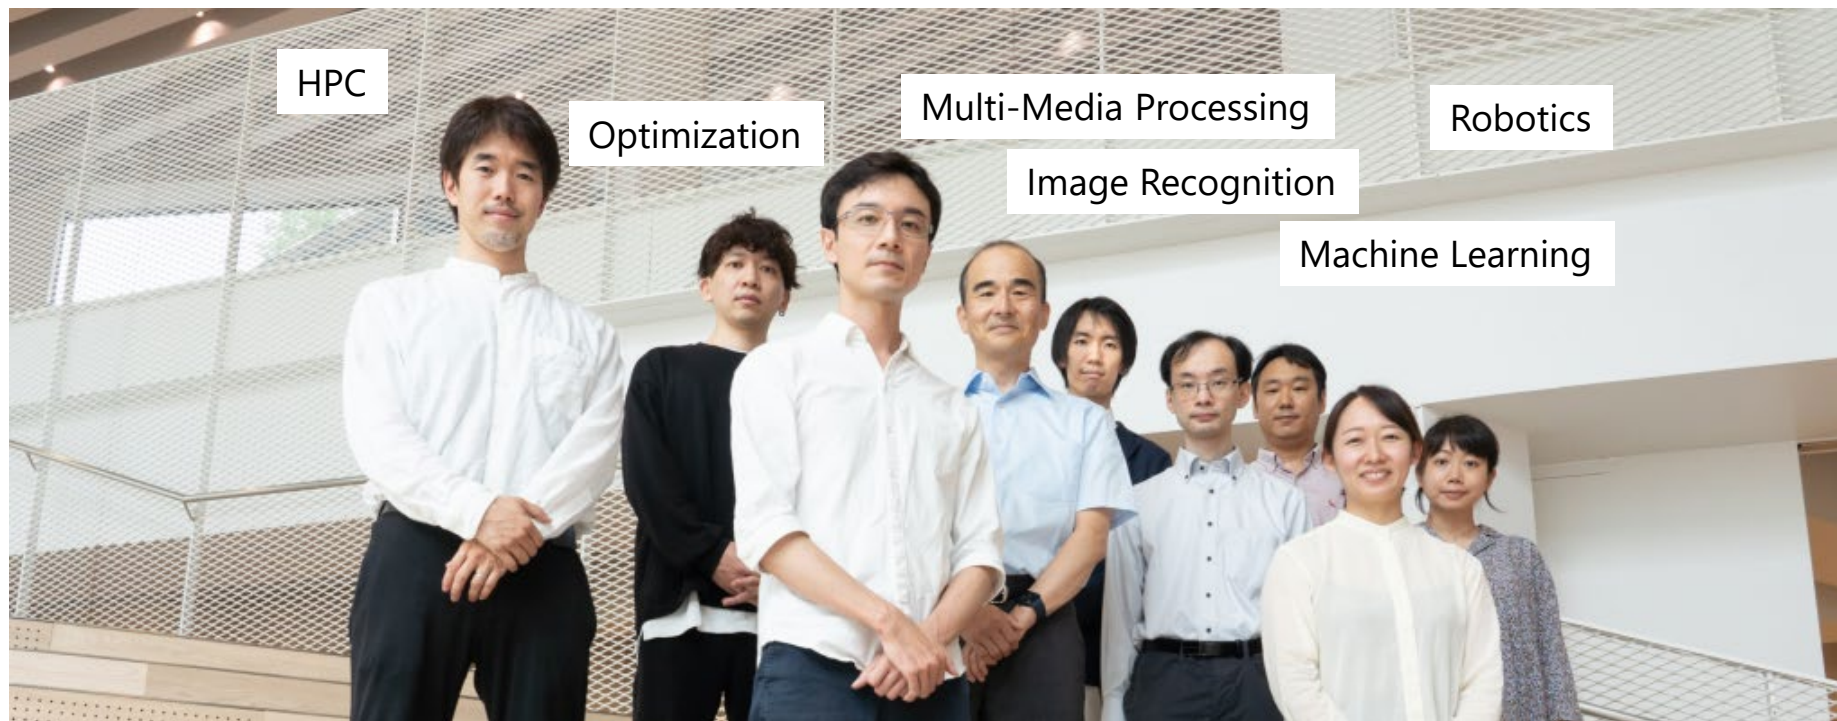 HPC
Optimization
Multi-Media Processing
Robotics
Image Recognition
Machine Learning